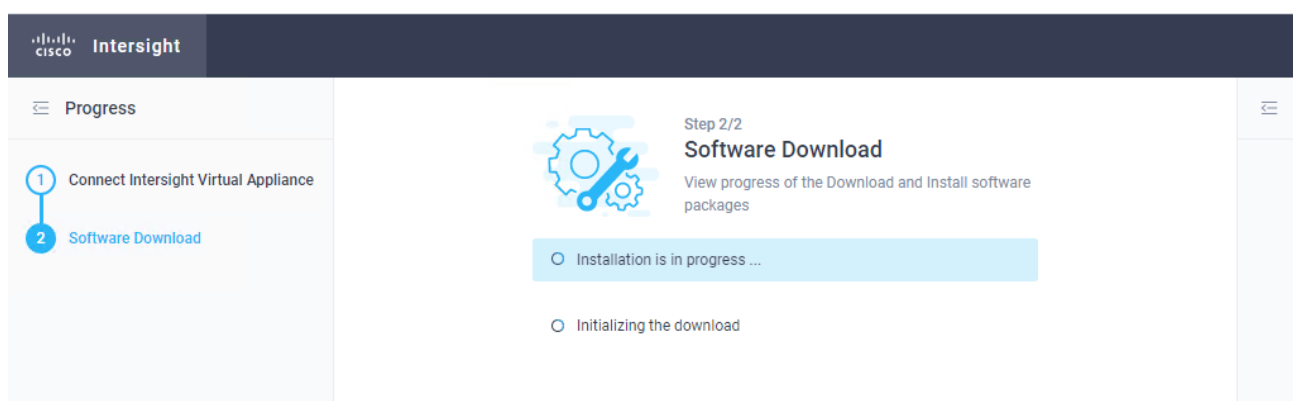 cisco Intersight
Progress
1 Connect Intersight Virtual Appliance
2 Software Download
Step 2/2
Software Download
View progress of the Download and Install software
packages
Installation is in progress ...
Initializing the download